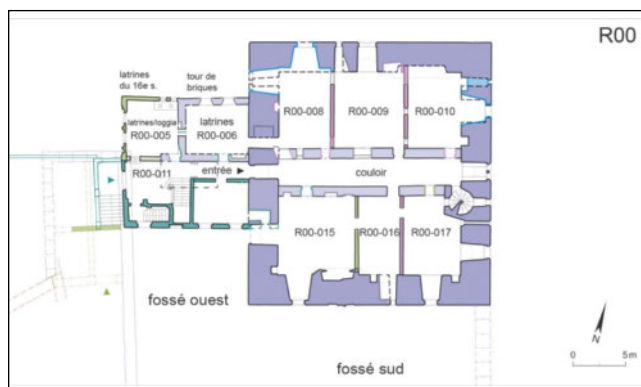 R00
latrines
du 16e s.
tour de
briques
latrines/loggia
R00-005
latrines
R00-006
R00-008
R00-009
R00-010
R00-011
entrée
couloir
R00-015
R00-016
R00-017
fossé ouest
fossé sud
N
0
5m